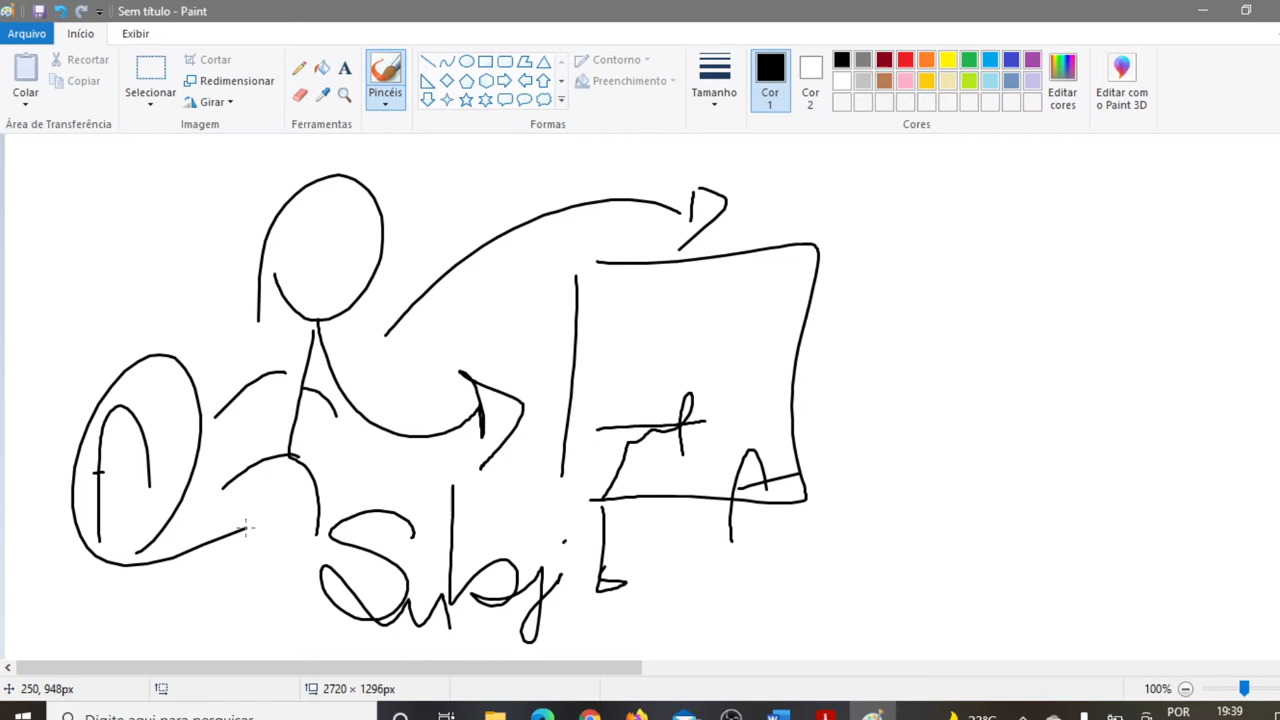 Sem título - Paint
Arquivo
Início
Exibir
Colar
Recortar
Copiar
Área de Transferência
Selecionar
Cortar
Redimensionar
Girar
Imagem
A
Ferramentas
Pincéis
Contorno
Preenchimento
Formas
Tamanho
Cor 1
Cor 2
Cores
Editar cores
Editar com o Paint 3D
A
A
250, 948px
2720 × 1296px
100%
Digite aqui para pesquisar
22°C
POR
19:39